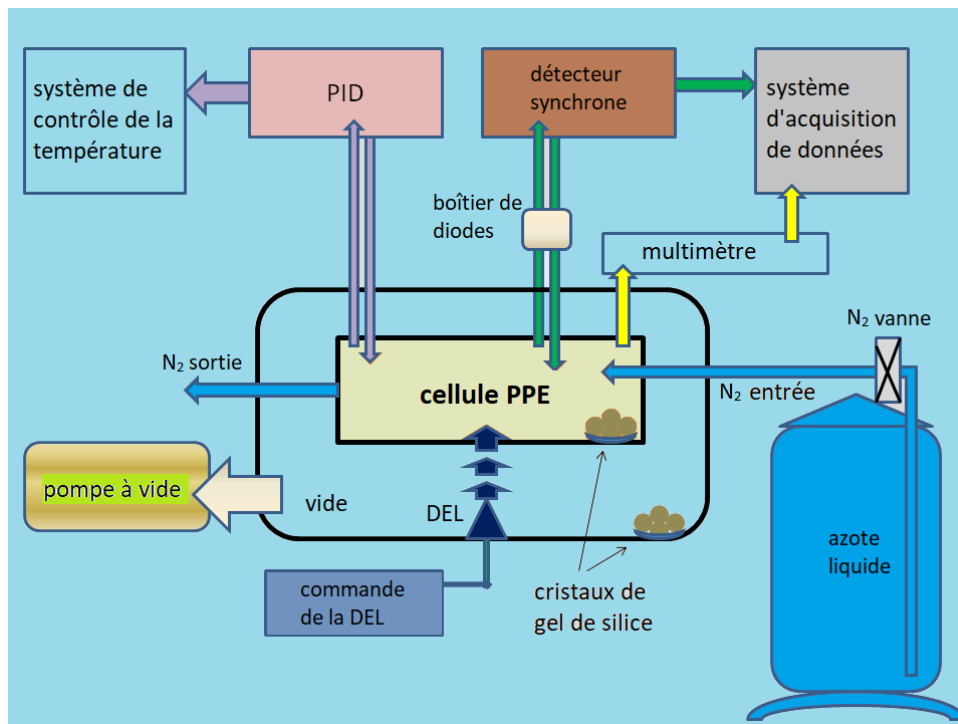 système de
contrôle de la
température
PID
détecteur
synchrone
système
d'acquisition
de données
boîtier de
diodes
multimètre
N₂ vanne
N₂ sortie
cellule PPE
N₂ entrée
pompe à vide
vide
DEL
azote
liquide
commande
de la DEL
cristaux de
gel de silice